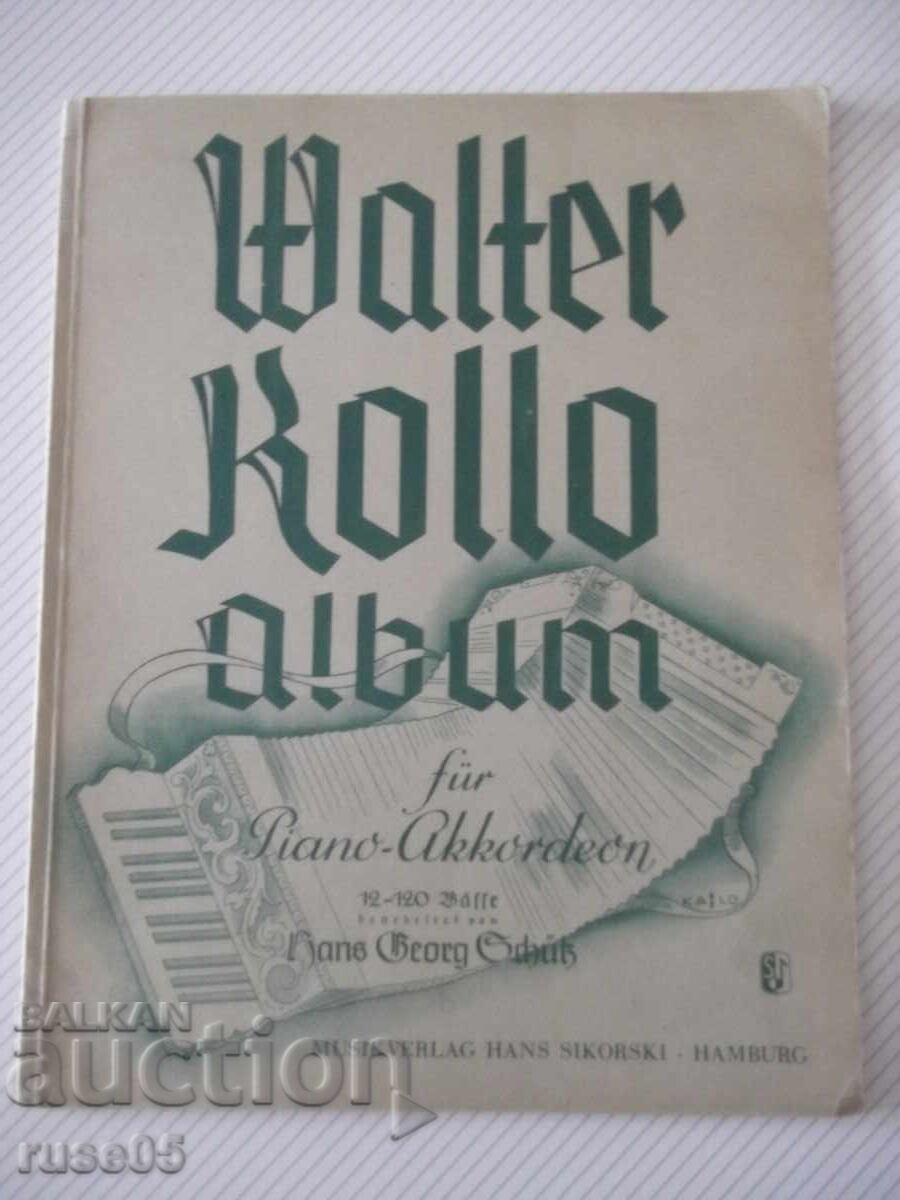 Walter
Kollo
Album
für
Piano-Akkordeon
12-120 Bässe
bearbeitet von
Hans Georg Schütz
KALLO
MUSIKVERLAG HANS SIKORSKI · HAMBURG
BALKAN
auction
ruse05